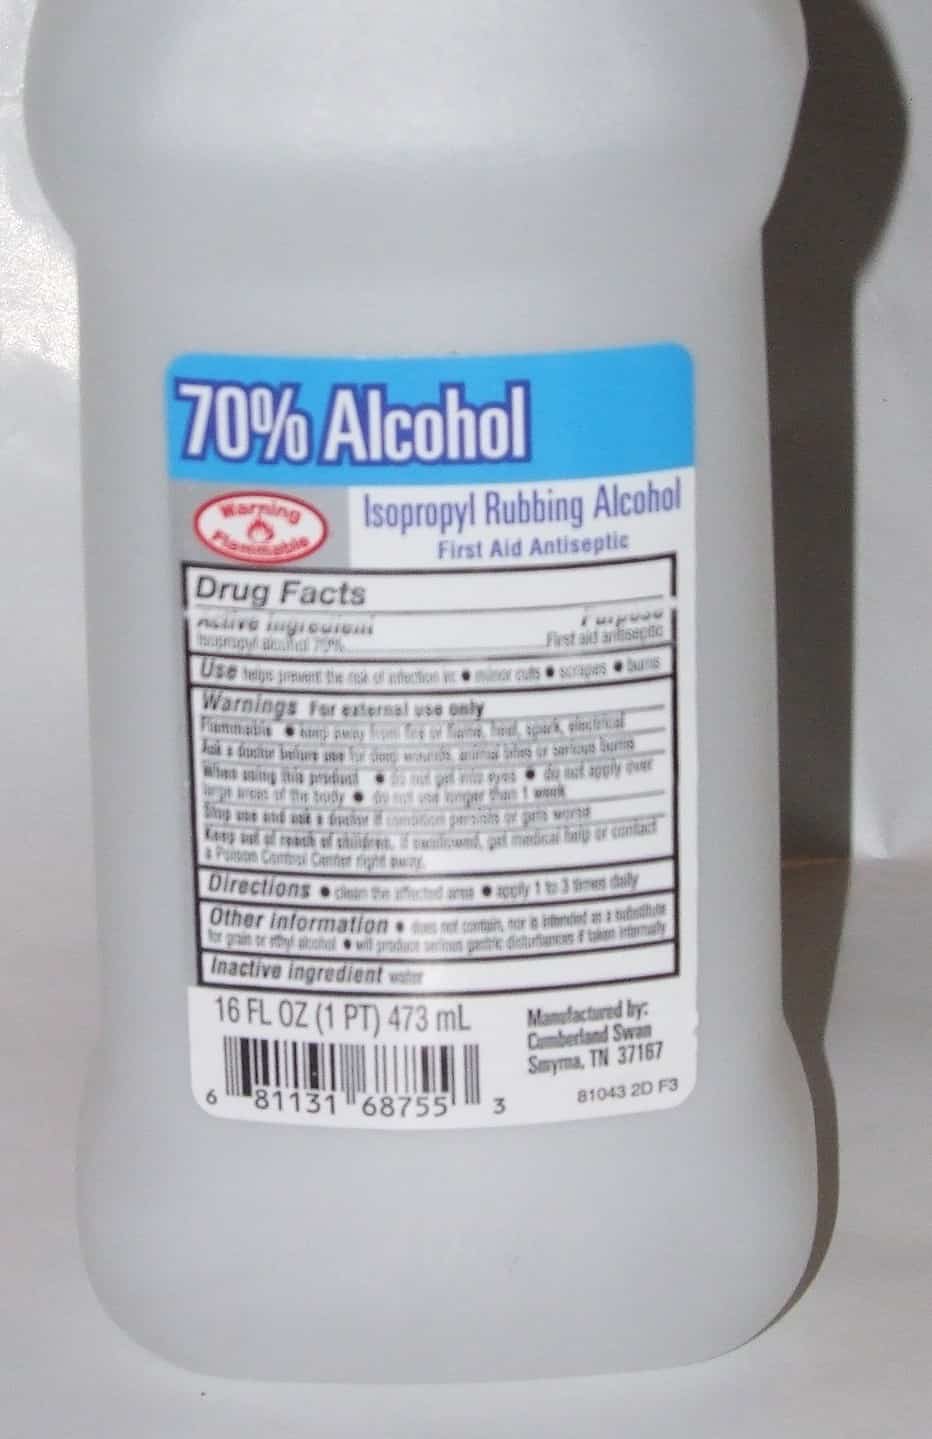 70% Alcohol
Warning
Flammable
Isopropyl Rubbing Alcohol
First Aid Antiseptic
Drug Facts
Active ingredient Purpose
Isopropyl alcohol 70% First aid antiseptic
Use helps prevent the risk of infection in: • minor cuts • scrapes • burns
Warnings For external use only
Flammable • keep away from fire or flame, heat, spark, electrical
Ask a doctor before use for deep wounds, animal bites or serious burns
When using this product • do not get into eyes • do not apply over
large areas of the body • do not use longer than 1 week
Stop use and ask a doctor if condition persists or gets worse
Keep out of reach of children. if swallowed, get medical help or contact
a Poison Control Center right away.
Directions • clean the affected area • apply 1 to 3 times daily
Other information • does not contain, nor is intended as a substitute
for grain or ethyl alcohol • will produce serious gastric disturbances if taken internally
Inactive ingredient water
16 FL OZ (1 PT) 473 mL
Manufactured by:
Cumberland Swan
Smyrna, TN 37167
81043 2D F3
6 81131 68755 3